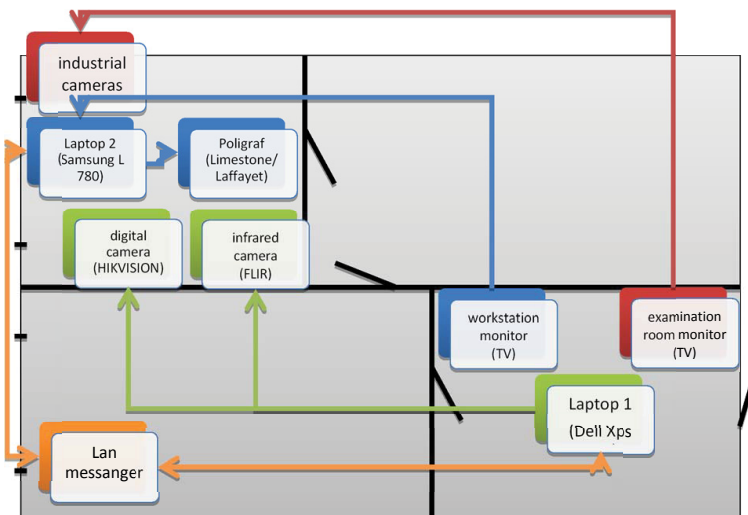 industrial
cameras
Laptop 2
(Samsung L
780)
Poligraf
(Limestone/
Laffayet)
digital
camera
(HIKVISION)
infrared
camera
(FLIR)
workstation
monitor
(TV)
examination
room monitor
(TV)
Laptop 1
(Dell Xps
Lan
messanger